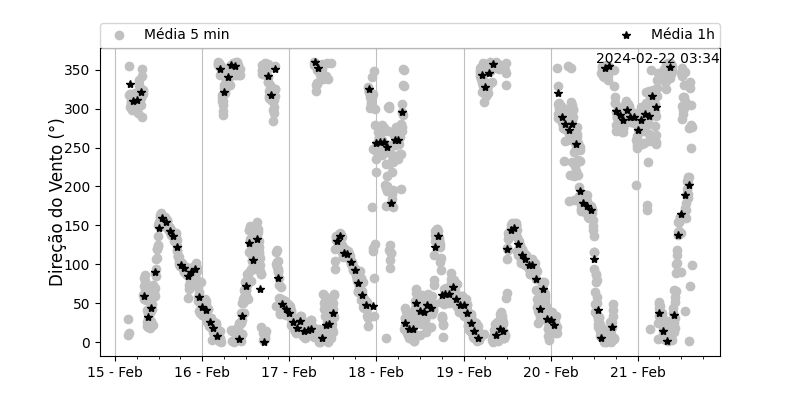 Média 5 min
Média 1h
2024-02-22 03:34
Direção do Vento (°)
350
300
250
200
150
100
50
0
15 - Feb
16 - Feb
17 - Feb
18 - Feb
19 - Feb
20 - Feb
21 - Feb